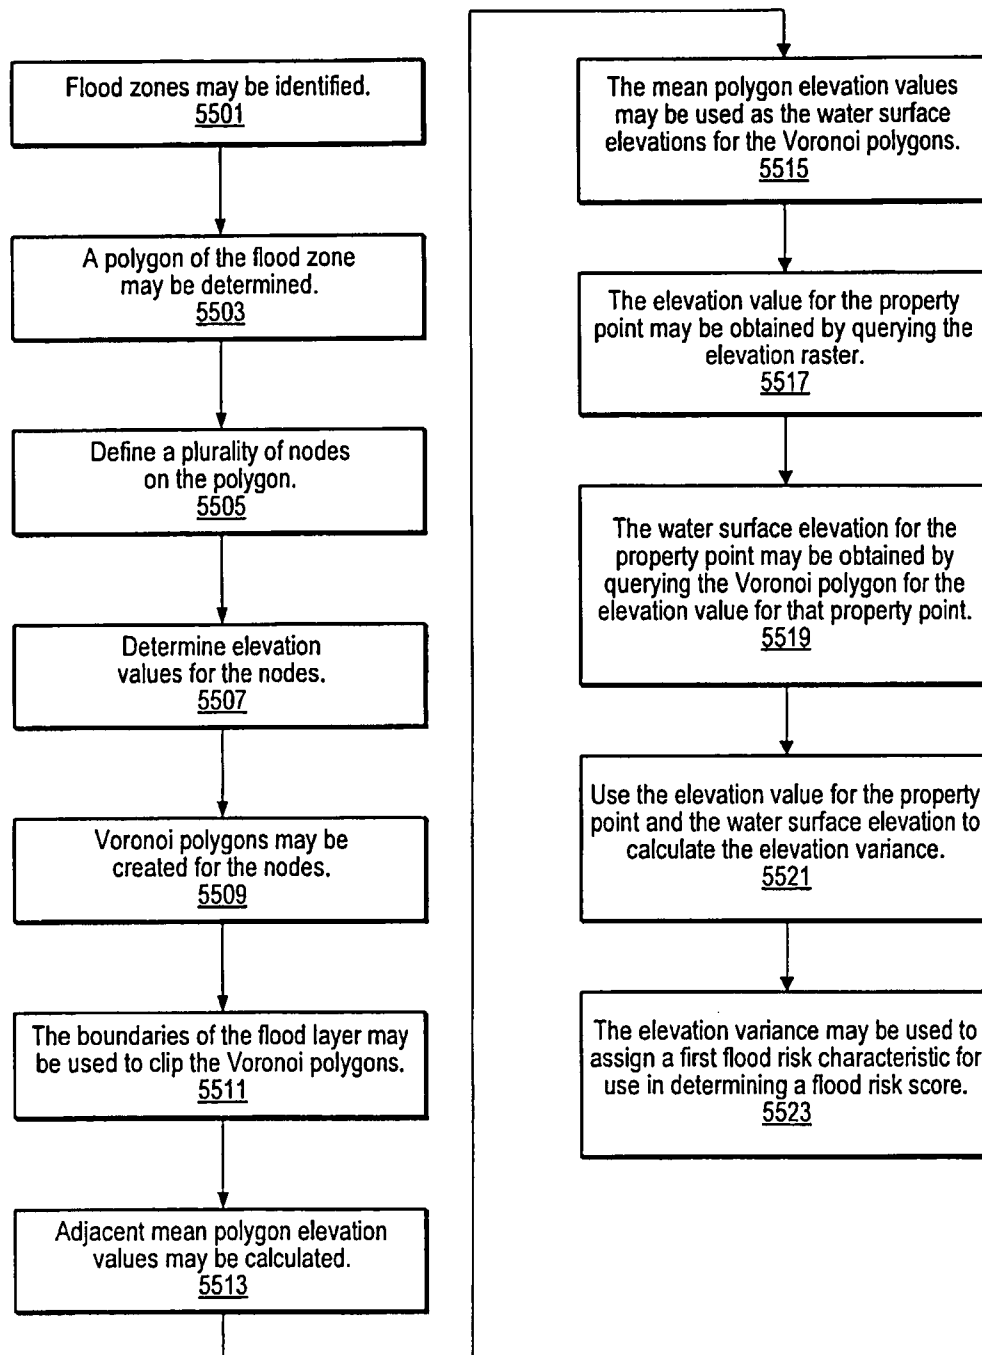 Flood zones may be identified.
5501
A polygon of the flood zone
may be determined.
5503
Define a plurality of nodes
on the polygon.
5505
Determine elevation
values for the nodes.
5507
Voronoi polygons may be
created for the nodes.
5509
The boundaries of the flood layer may
be used to clip the Voronoi polygons.
5511
Adjacent mean polygon elevation
values may be calculated.
5513
The mean polygon elevation values
may be used as the water surface
elevations for the Voronoi polygons.
5515
The elevation value for the property
point may be obtained by querying the
elevation raster.
5517
The water surface elevation for the
property point may be obtained by
querying the Voronoi polygon for the
elevation value for that property point.
5519
Use the elevation value for the property
point and the water surface elevation to
calculate the elevation variance.
5521
The elevation variance may be used to
assign a first flood risk characteristic for
use in determining a flood risk score.
5523